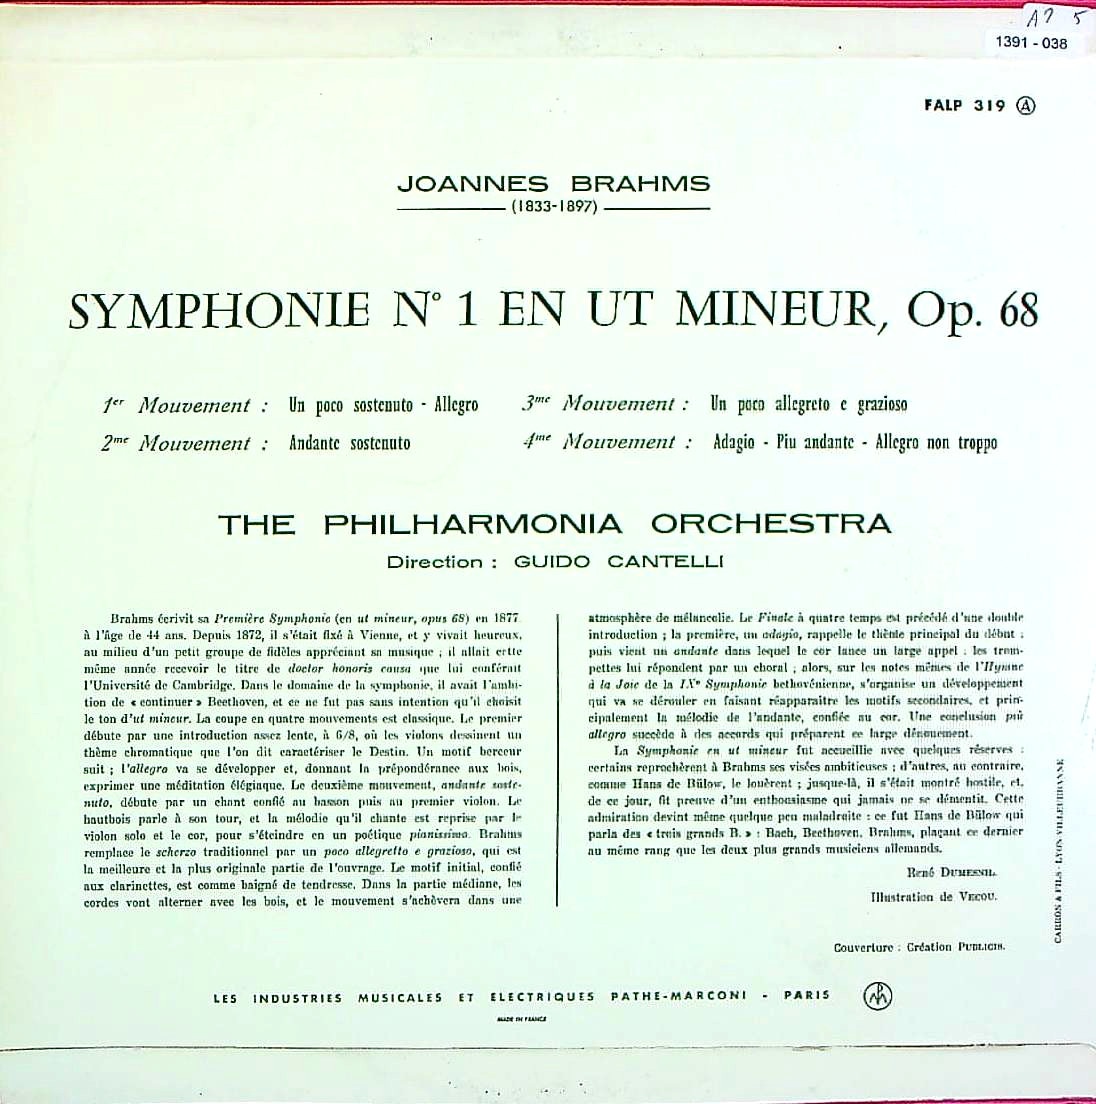 A? 5
1391 - 038
FALP 319 Ⓐ
JOANNES BRAHMS
(1833-1897)
SYMPHONIE N° 1 EN UT MINEUR, Op. 68
1er Mouvement : Un poco sostenuto - Allegro
2me Mouvement : Andante sostenuto
3me Mouvement : Un poco allegreto e grazioso
4me Mouvement : Adagio - Piu andante - Allegro non troppo
THE PHILHARMONIA ORCHESTRA
Direction : GUIDO CANTELLI
Brahms écrivit sa Première Symphonie (en ut mineur, opus 68) en 1877
à l'âge de 44 ans. Depuis 1872, il s'était fixé à Vienne, et y vivait heureux,
au milieu d'un petit groupe de fidèles appréciant sa musique ; il allait cette
même année recevoir le titre de doctor honoris causa que lui conférait
l'Université de Cambridge. Dans le domaine de la symphonie, il avait l'ambi-
tion de « continuer » Beethoven, et ce ne fut pas sans intention qu'il choisit
le ton d'ut mineur. La coupe en quatre mouvements est classique. Le premier
débute par une introduction assez lente, à 6/8, où les violons dessinent un
thème chromatique que l'on dit caractériser le Destin. Un motif berceur
suit ; l'allegro va se développer et, donnant la prépondérance aux bois,
exprimer une méditation élégiaque. Le deuxième mouvement, andante soste-
nuto, débute par un chant confié au basson puis au premier violon. Le
hautbois parle à son tour, et la mélodie qu'il chante est reprise par le
violon solo et le cor, pour s'éteindre en un poétique pianissimo. Brahms
remplace le scherzo traditionnel par un poco allegretto e grazioso, qui est
la meilleure et la plus originale partie de l'ouvrage. Le motif initial, confié
aux clarinettes, est comme baigné de tendresse. Dans la partie médiane, les
cordes vont alterner avec les bois, et le mouvement s'achèvera dans une
atmosphère de mélancolie. Le Finale à quatre temps est précédé d'une double
introduction ; la première, un adagio, rappelle le thème principal du début ;
puis vient un andante dans lequel le cor lance un large appel ; les trom-
pettes lui répondent par un choral ; alors, sur les notes mêmes de l'Hymne
à la Joie de la IXe Symphonie bethovénienne, s'organise un développement
qui va se dérouler en faisant réapparaître les motifs secondaires, et prin-
cipalement la mélodie de l'andante, confiée au cor. Une conclusion più
allegro succède à des accords qui préparent ce large dénouement.
La Symphonie en ut mineur fut accueillie avec quelques réserves :
certains reprochèrent à Brahms ses visées ambitieuses ; d'autres, au contraire,
comme Hans de Bülow, le louèrent ; jusque-là, il s'était montré hostile, et,
de ce jour, fit preuve d'un enthousiasme qui jamais ne se démentit. Cette
admiration devint même quelque peu maladroite : ce fut Hans de Bülow qui
parla des « trois grands B. » : Bach, Beethoven, Brahms, plaçant ce dernier
au même rang que les deux plus grands musiciens allemands.
René DUMESNIL.
Illustration de VECOU.
Couverture : Création PUBLICIS.
CARRON & FILS - LYON-VILLEURBANNE
LES INDUSTRIES MUSICALES ET ELECTRIQUES PATHE-MARCONI - PARIS
MADE IN FRANCE